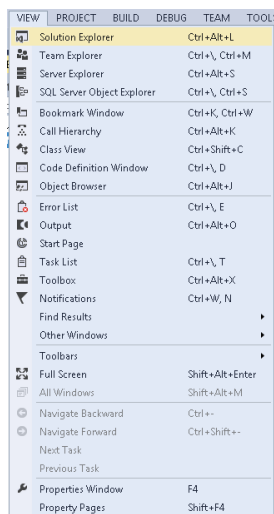 VIEW PROJECT BUILD DEBUG TEAM TOOL
Solution Explorer Ctrl+Alt+L
Team Explorer Ctrl+\, Ctrl+M
Server Explorer Ctrl+Alt+S
SQL Server Object Explorer Ctrl+\, Ctrl+S
Bookmark Window Ctrl+K, Ctrl+W
Call Hierarchy Ctrl+Alt+K
Class View Ctrl+Shift+C
Code Definition Window Ctrl+\, D
Object Browser Ctrl+Alt+J
Error List Ctrl+\, E
Output Ctrl+Alt+O
Start Page
Task List Ctrl+\, T
Toolbox Ctrl+Alt+X
Notifications Ctrl+W, N
Find Results
Other Windows
Toolbars
Full Screen Shift+Alt+Enter
All Windows Shift+Alt+M
Navigate Backward Ctrl+-
Navigate Forward Ctrl+Shift+-
Next Task
Previous Task
Properties Window F4
Property Pages Shift+F4